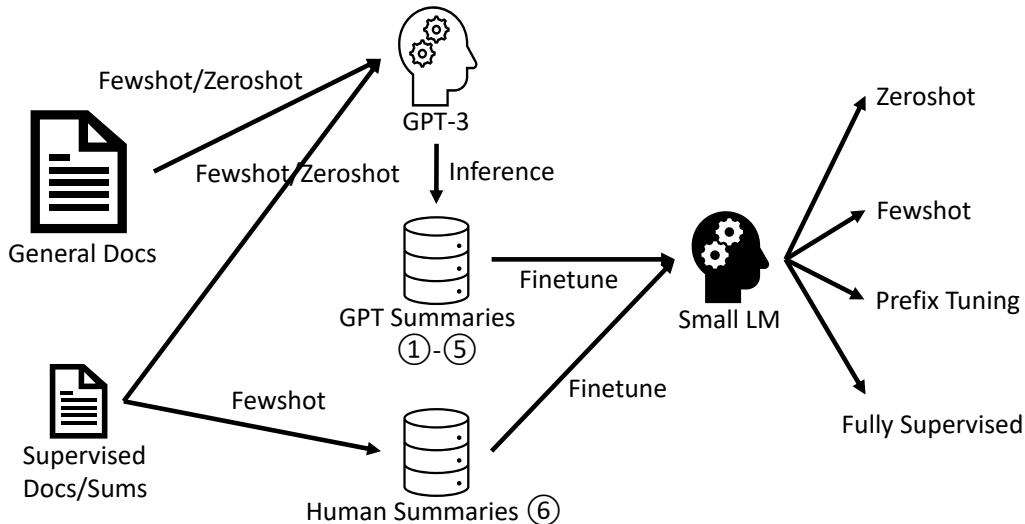 Fewshot/Zeroshot
GPT-3
Fewshot/Zeroshot
Inference
General Docs
GPT Summaries
①-⑤
Finetune
Small LM
Zeroshot
Fewshot
Prefix Tuning
Fully Supervised
Fewshot
Finetune
Supervised
Docs/Sums
Human Summaries ⑥